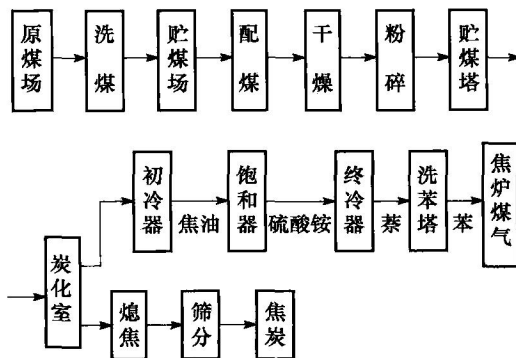 原煤场
洗煤
贮煤场
配煤
干燥
粉碎
贮煤塔
炭化室
初冷器
焦油
饱和器
硫酸铵
终冷器
萘
洗苯塔
苯
焦炉煤气
熄焦
筛分
焦炭